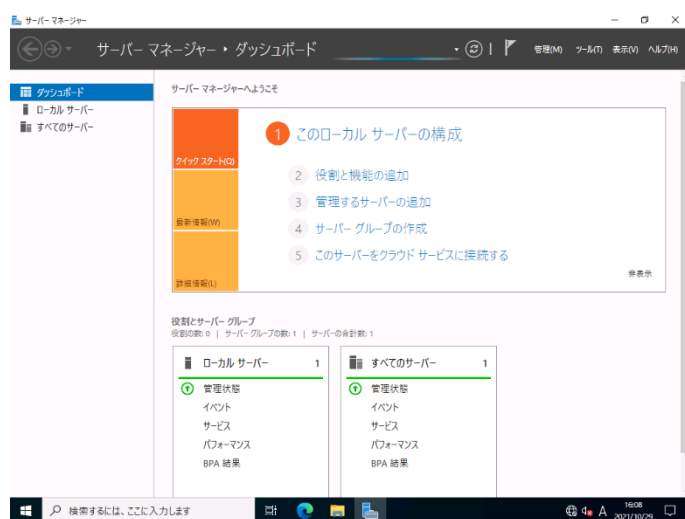 サーバー マネージャー
サーバー マネージャー・ダッシュボード
管理(M) ツール(T) 表示(V) ヘルプ(H)
ダッシュボード
ローカル サーバー
すべてのサーバー
サーバー マネージャーへようこそ
クイック スタート(Q)
最新情報(W)
詳細情報(L)
1 このローカル サーバーの構成
2 役割と機能の追加
3 管理するサーバーの追加
4 サーバー グループの作成
5 このサーバーをクラウド サービスに接続する
非表示
役割とサーバー グループ
役割の数: 0 | サーバー グループの数: 1 | サーバーの合計数: 1
ローカル サーバー 1
管理状態
イベント
サービス
パフォーマンス
BPA 結果
すべてのサーバー 1
管理状態
イベント
サービス
パフォーマンス
BPA 結果
検索するには、ここに入力します
A
16:08
2021/10/29